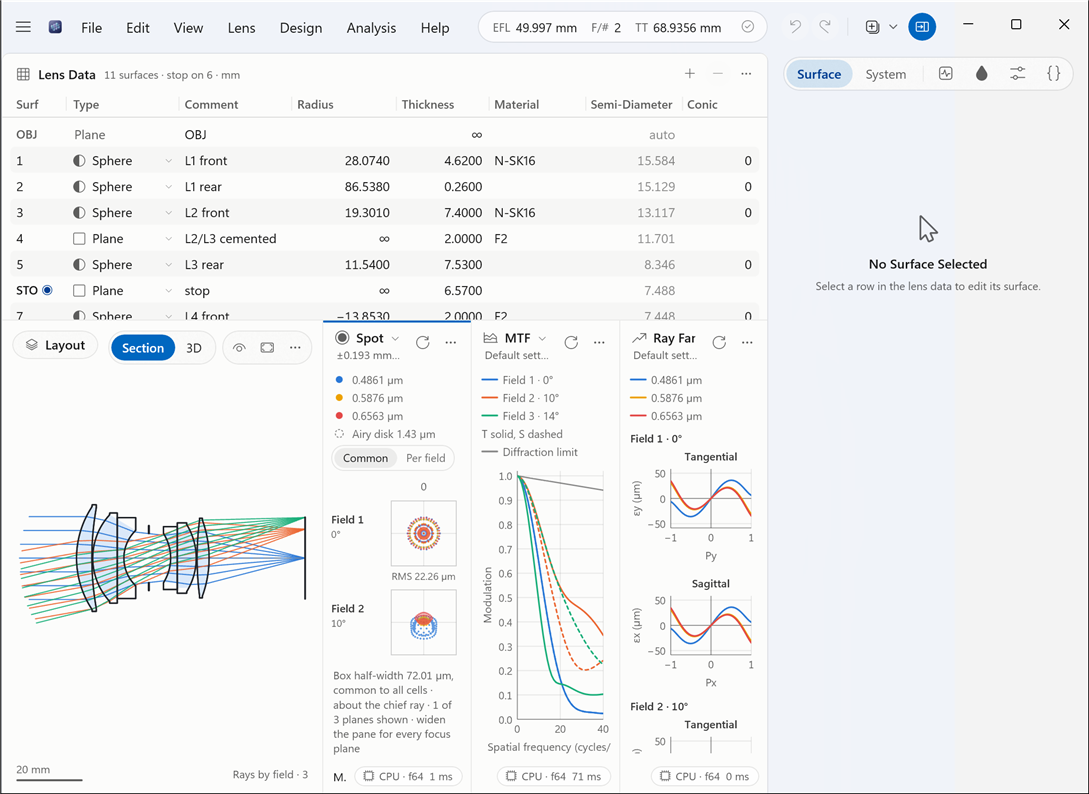 File Edit View Lens Design Analysis Help EFL 49.997 mm F/# 2 TT 68.9356 mm
Lens Data 11 surfaces · stop on 6 · mm
Surf Type Comment Radius Thickness Material Semi-Diameter Conic
OBJ Plane OBJ ∞ auto
1 Sphere L1 front 28.0740 4.6200 N-SK16 15.584 0
2 Sphere L1 rear 86.5380 0.2600 15.129 0
3 Sphere L2 front 19.3010 7.4000 N-SK16 13.117 0
4 Plane L2/L3 cemented ∞ 2.0000 F2 11.701
5 Sphere L3 rear 11.5400 7.5300 8.346 0
STO Plane stop ∞ 6.5700 7.488
7 Sphere L4 front −13.8530 2.0000 F2 7.448 0
Surface System { }
No Surface Selected
Select a row in the lens data to edit its surface.
Layout Section 3D
20 mm
Rays by field · 3
Spot
±0.193 mm...
0.4861 µm
0.5876 µm
0.6563 µm
Airy disk 1.43 µm
Common Per field
0
Field 1
0°
RMS 22.26 µm
Field 2
10°
Box half-width 72.01 µm,
common to all cells ·
about the chief ray · 1 of
3 planes shown · widen
the pane for every focus
plane
M. CPU · f64 1 ms
MTF
Default sett...
Field 1 · 0°
Field 2 · 10°
Field 3 · 14°
T solid, S dashed
Diffraction limit
1.0
0.9
0.8
0.7
0.6
0.5
0.4
0.3
0.2
0.1
0.0
Modulation
0 20 40
Spatial frequency (cycles/
CPU · f64 71 ms
Ray Far
Default sett...
0.4861 µm
0.5876 µm
0.6563 µm
Field 1 · 0°
Tangential
50
0
−50
εy (µm)
−1 0 1
Py
Sagittal
50
0
−50
εx (µm)
−1 0 1
Px
Field 2 · 10°
Tangential
50
CPU · f64 0 ms